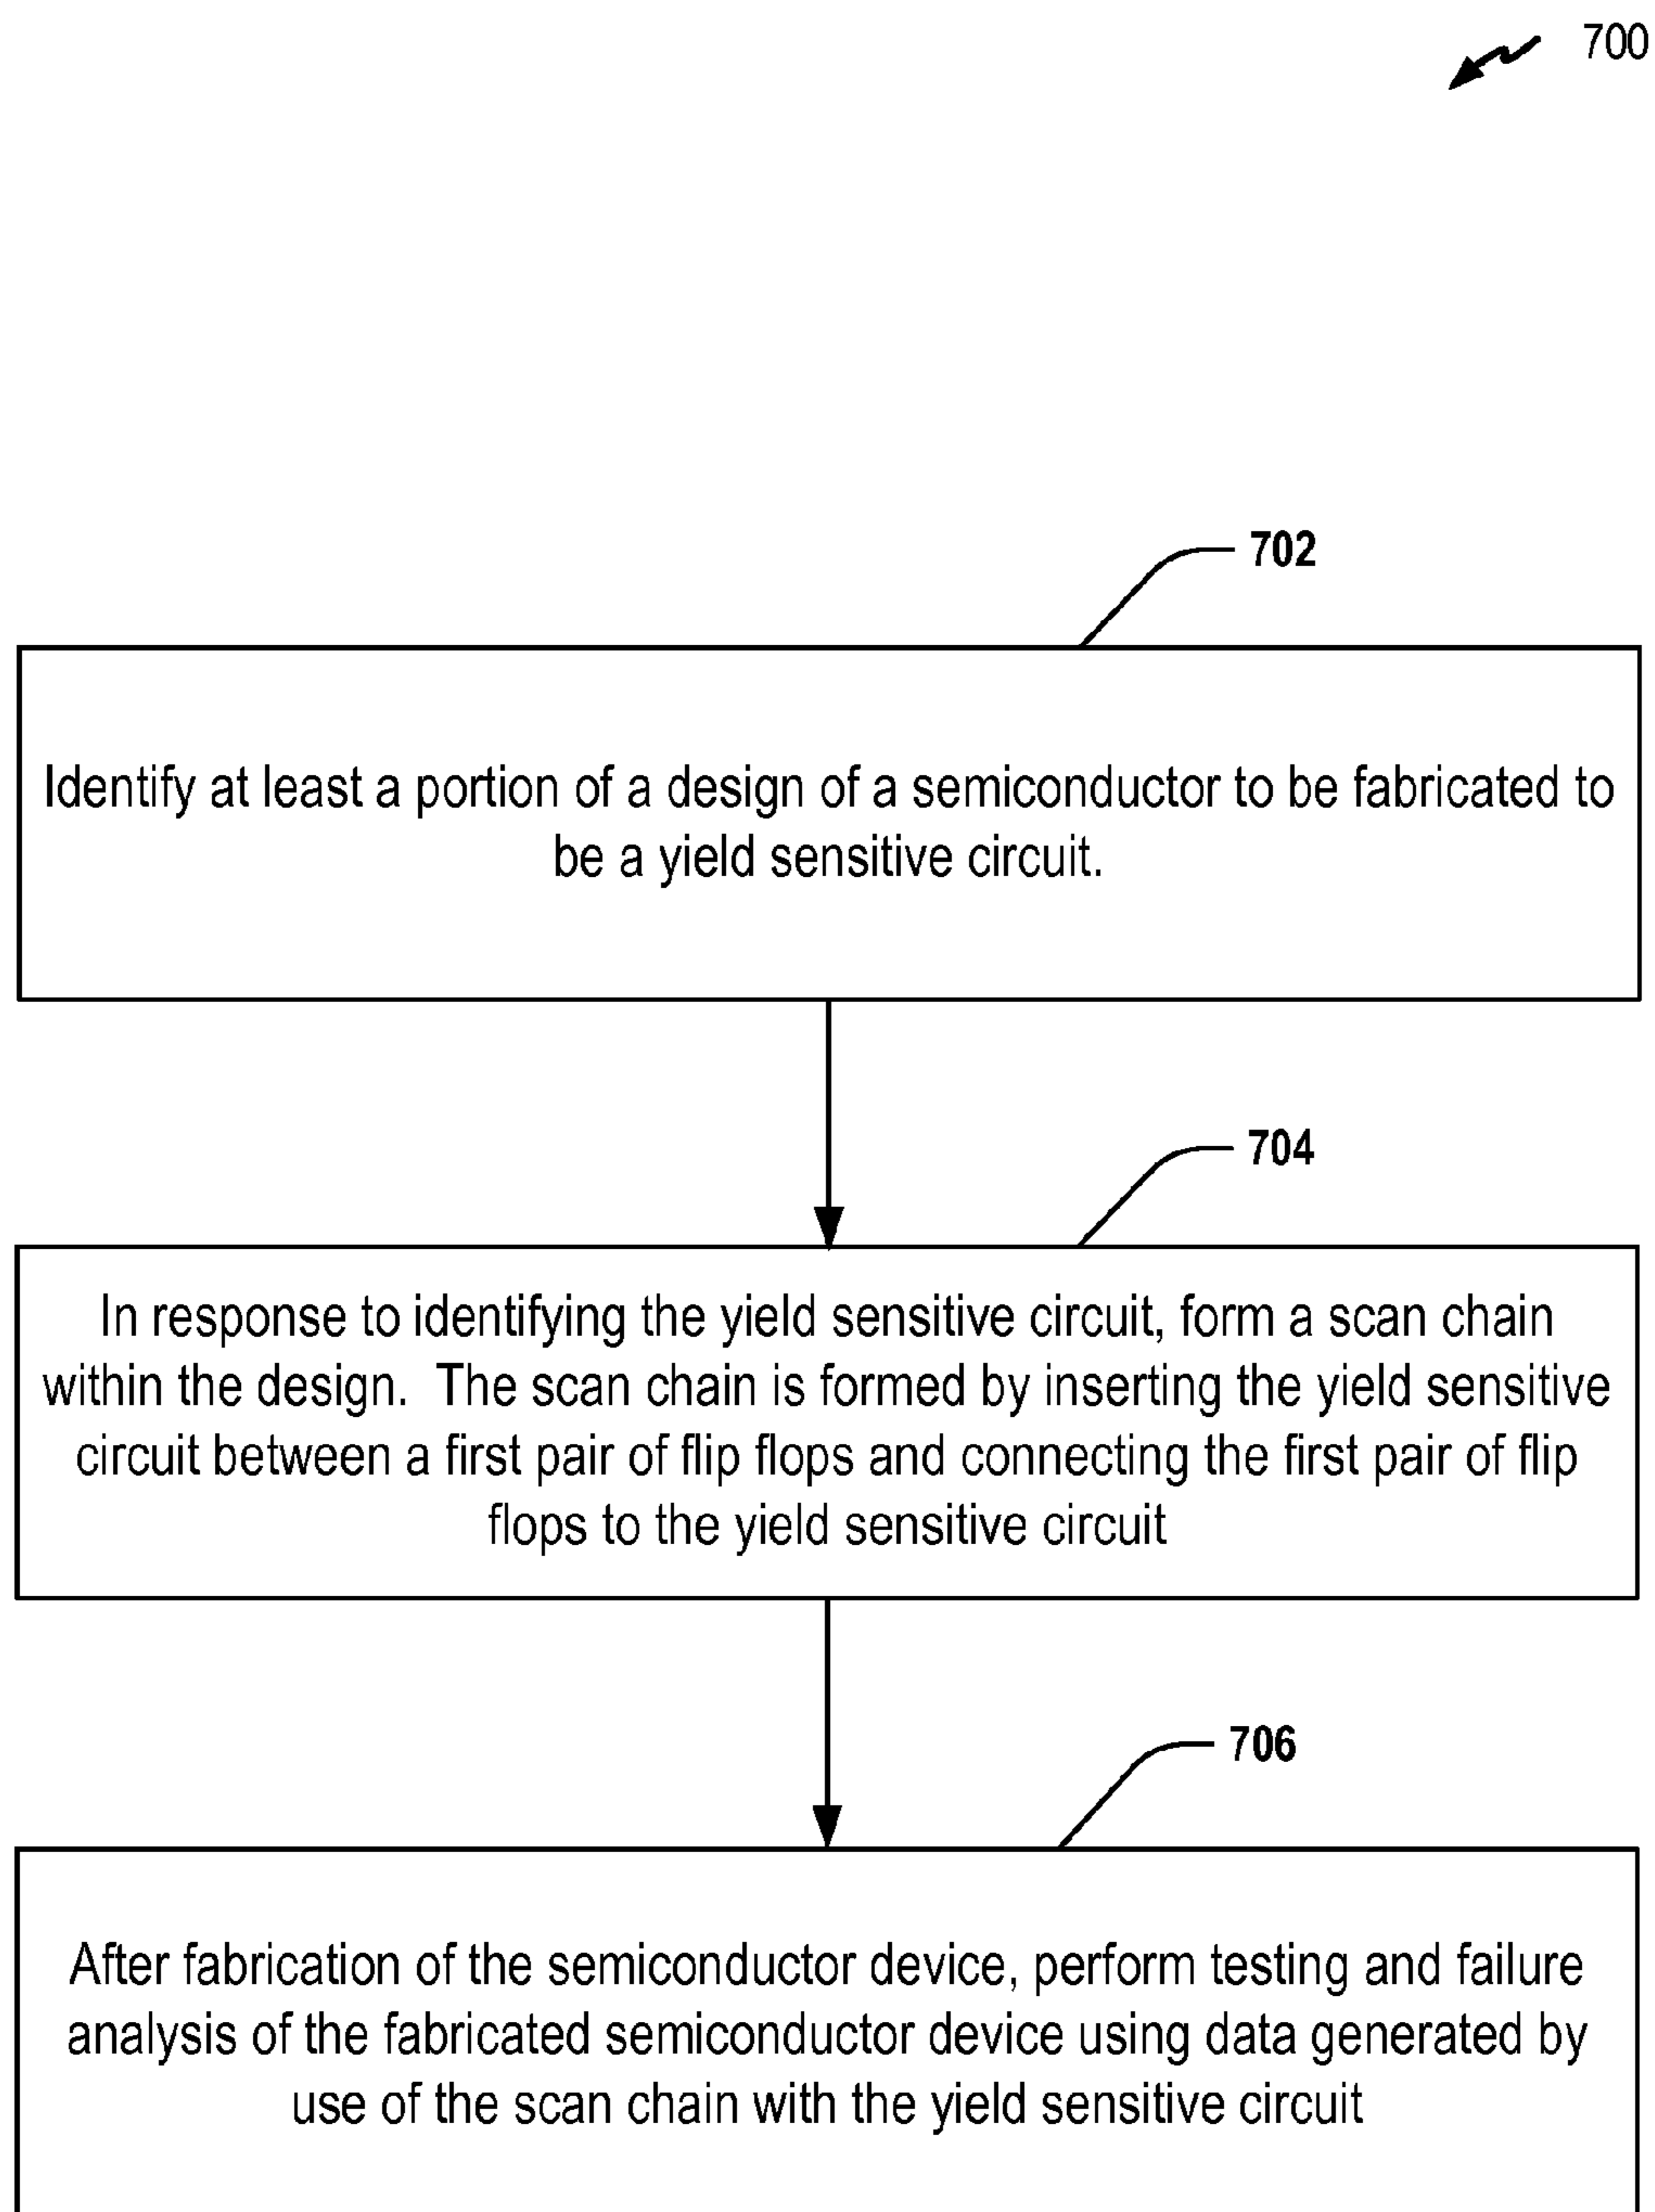 700
702
Identify at least a portion of a design of a semiconductor to be fabricated to
be a yield sensitive circuit.
704
In response to identifying the yield sensitive circuit, form a scan chain
within the design.  The scan chain is formed by inserting the yield sensitive
circuit between a first pair of flip flops and connecting the first pair of flip
flops to the yield sensitive circuit
706
After fabrication of the semiconductor device, perform testing and failure
analysis of the fabricated semiconductor device using data generated by
use of the scan chain with the yield sensitive circuit